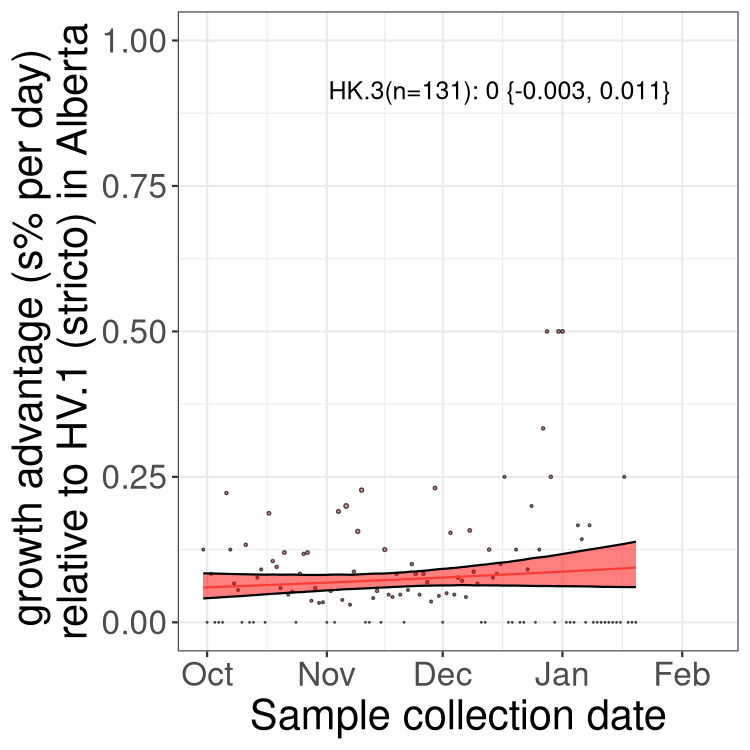 growth advantage (s% per day)
relative to HV.1 (stricto) in Alberta
1.00
HK.3(n=131): 0 {-0.003, 0.011}
0.75
0.50
0.25
0.00
Oct Nov Dec Jan Feb
Sample collection date